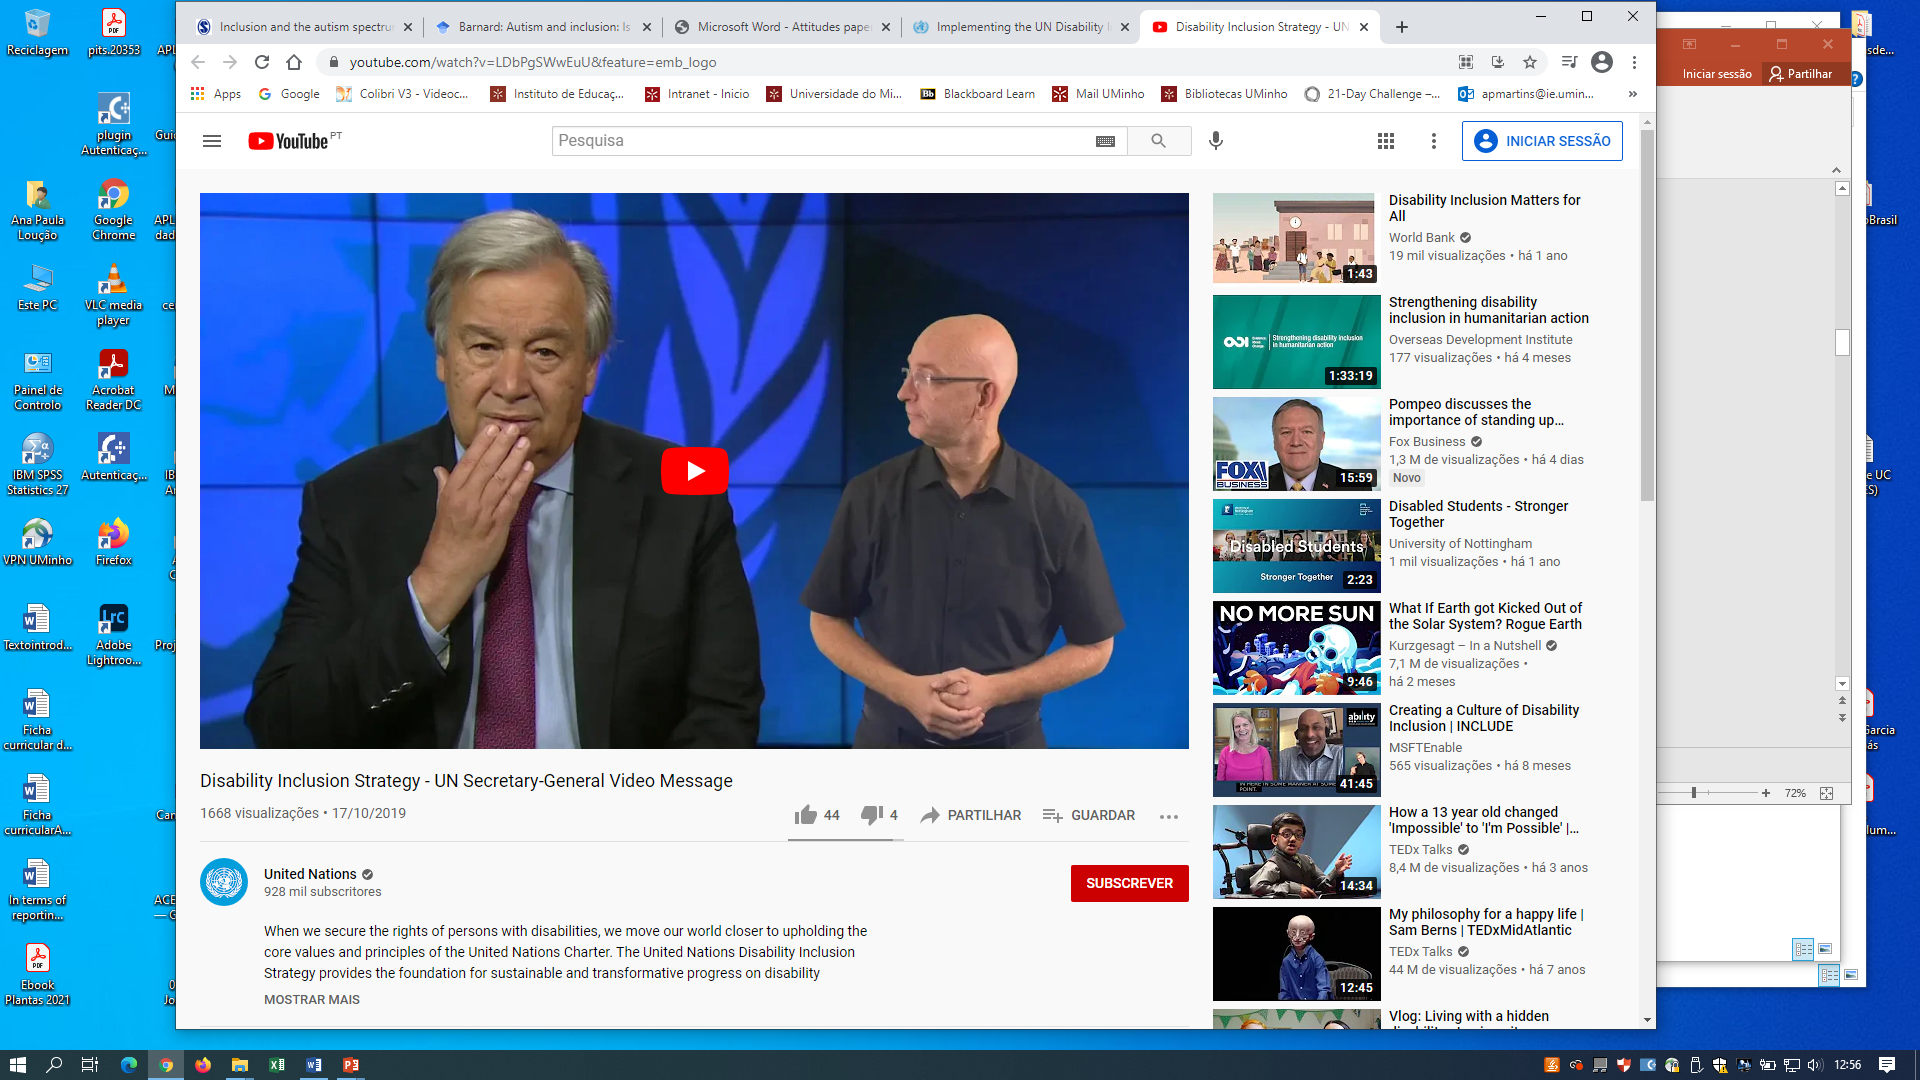 Reciclagem
pits.20353
Inclusion and the autism spectru
Barnard: Autism and inclusion: Is
Microsoft Word - Attitudes paper
Implementing the UN Disability I
Disability Inclusion Strategy - UN
youtube.com/watch?v=LDbPgSWwEuU&feature=emb_logo
Apps
Google
Colibri V3 - Videoc...
Instituto de Educaç...
Intranet - Inicio
Universidade do Mi...
Blackboard Learn
Mail UMinho
Bibliotecas UMinho
21-Day Challenge –...
apmartins@ie.umin...
»
Iniciar sessão
Partilhar
YouTube PT
Pesquisa
INICIAR SESSÃO
plugin
Autenticaç...
Ana Paula
Loução
Google
Chrome
Este PC
VLC media
player
Painel de
Controlo
Acrobat
Reader DC
IBM SPSS
Statistics 27
Autenticaç...
VPN UMinho
Firefox
Textointrod...
Adobe
Lightroo...
Ficha
curricular d...
Ficha
curricularA...
In terms of
reportin...
Ebook
Plantas 2021
Disability Inclusion Strategy - UN Secretary-General Video Message
1668 visualizações • 17/10/2019
44
4
PARTILHAR
GUARDAR
United Nations
928 mil subscritores
SUBSCREVER
When we secure the rights of persons with disabilities, we move our world closer to upholding the
core values and principles of the United Nations Charter. The United Nations Disability Inclusion
Strategy provides the foundation for sustainable and transformative progress on disability
MOSTRAR MAIS
1:43
Disability Inclusion Matters for
All
World Bank
19 mil visualizações • há 1 ano
Strengthening disability inclusion
in humanitarian action
1:33:19
Strengthening disability
inclusion in humanitarian action
Overseas Development Institute
177 visualizações • há 4 meses
FOX
BUSINESS
15:59
Pompeo discusses the
importance of standing up...
Fox Business
1,3 M de visualizações • há 4 dias
Novo
Disabled Students
Stronger Together
2:23
Disabled Students - Stronger
Together
University of Nottingham
1 mil visualizações • há 1 ano
NO MORE SUN
9:46
What If Earth got Kicked Out of
the Solar System? Rogue Earth
Kurzgesagt – In a Nutshell
7,1 M de visualizações •
há 2 meses
ability
41:45
Creating a Culture of Disability
Inclusion | INCLUDE
MSFTEnable
565 visualizações • há 8 meses
14:34
How a 13 year old changed
'Impossible' to 'I'm Possible' |...
TEDx Talks
8,4 M de visualizações • há 3 anos
12:45
My philosophy for a happy life |
Sam Berns | TEDxMidAtlantic
TEDx Talks
44 M de visualizações • há 7 anos
Vlog: Living with a hidden
72%
12:56